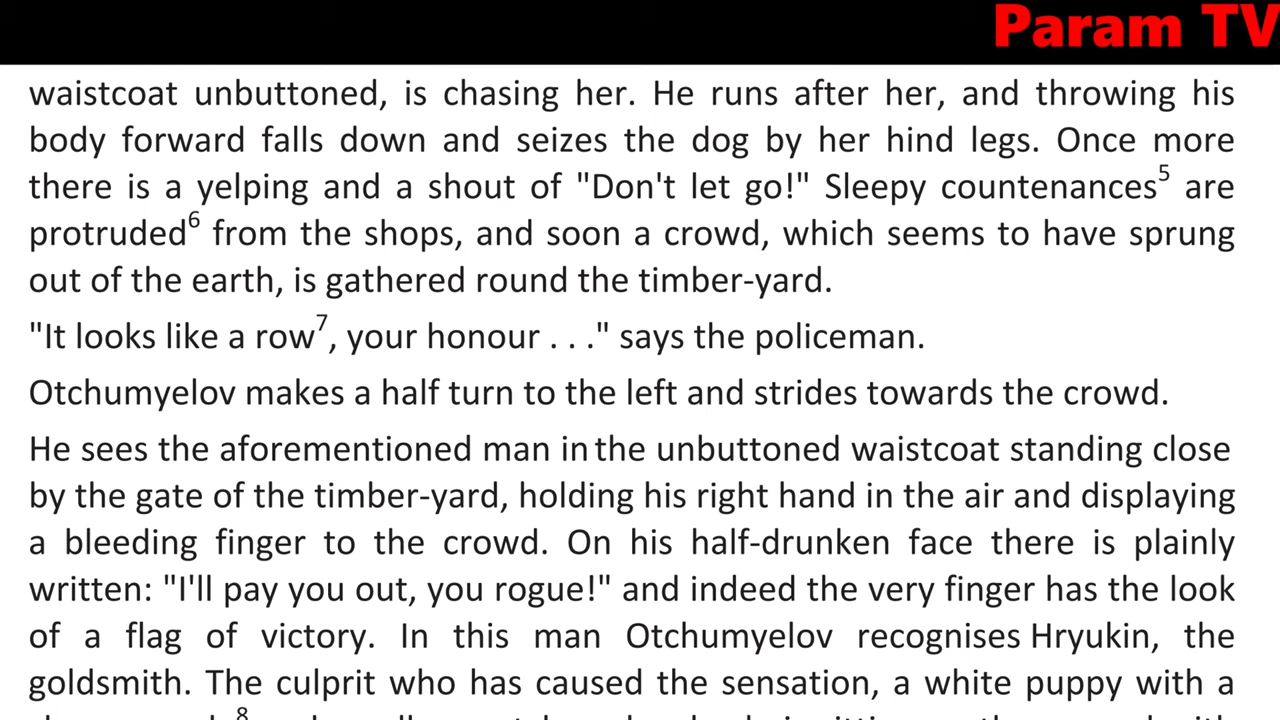 Param TV
waistcoat unbuttoned, is chasing her. He runs after her, and throwing his
body forward falls down and seizes the dog by her hind legs. Once more
there is a yelping and a shout of "Don't let go!" Sleepy countenances5 are
protruded6 from the shops, and soon a crowd, which seems to have sprung
out of the earth, is gathered round the timber-yard.
"It looks like a row7, your honour . . ." says the policeman.
Otchumyelov makes a half turn to the left and strides towards the crowd.
He sees the aforementioned man in the unbuttoned waistcoat standing close
by the gate of the timber-yard, holding his right hand in the air and displaying
a bleeding finger to the crowd. On his half-drunken face there is plainly
written: "I'll pay you out, you rogue!" and indeed the very finger has the look
of a flag of victory. In this man Otchumyelov recognises Hryukin, the
goldsmith. The culprit who has caused the sensation, a white puppy with a
8